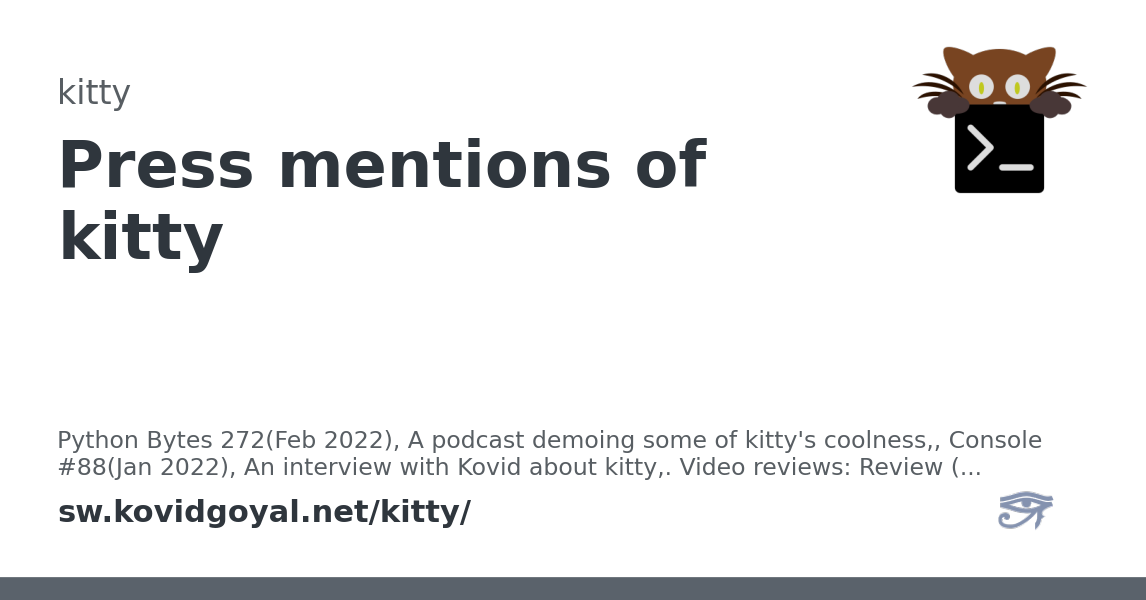 kitty
Press mentions of
kitty
>_
Python Bytes 272(Feb 2022), A podcast demoing some of kitty's coolness,, Console
#88(Jan 2022), An interview with Kovid about kitty,. Video reviews: Review (...
sw.kovidgoyal.net/kitty/